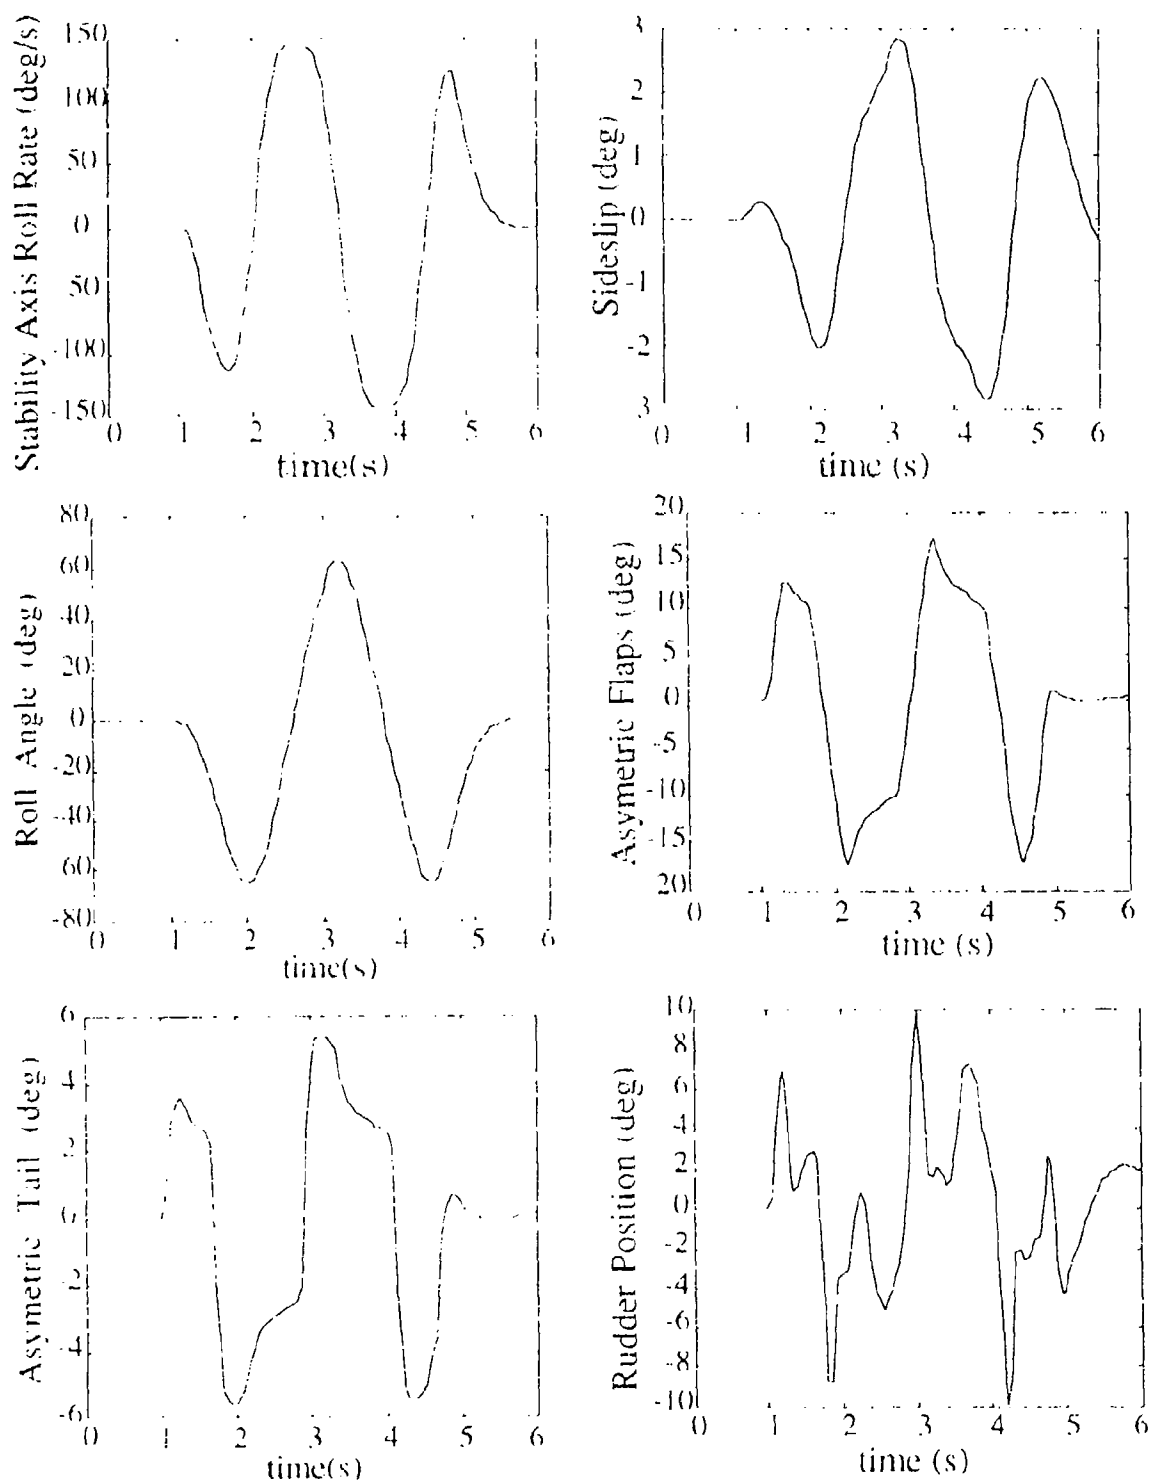 Stability Axis Roll Rate (deg/s)
150
100
50
0
50
-100
-150
0 1 2 3 4 5 6
time(s)
Sideslip (deg)
3
2
1
0
-1
-2
3
0 1 2 3 4 5 6
time (s)
Roll Angle (deg)
80
60
40
20
0
-20
-40
60
-80
0 1 2 3 4 5 6
time(s)
Asymetric Flaps (deg)
20
15
10
5
0
-5
-10
-15
20
0 1 2 3 4 5 6
time (s)
Asymetric Tail (deg)
6
4
2
0
-2
-4
-6
0 1 2 3 4 5 6
time(s)
Rudder Position (deg)
10
8
6
4
2
0
-2
-4
-6
-8
-10
0 1 2 3 4 5 6
time (s)